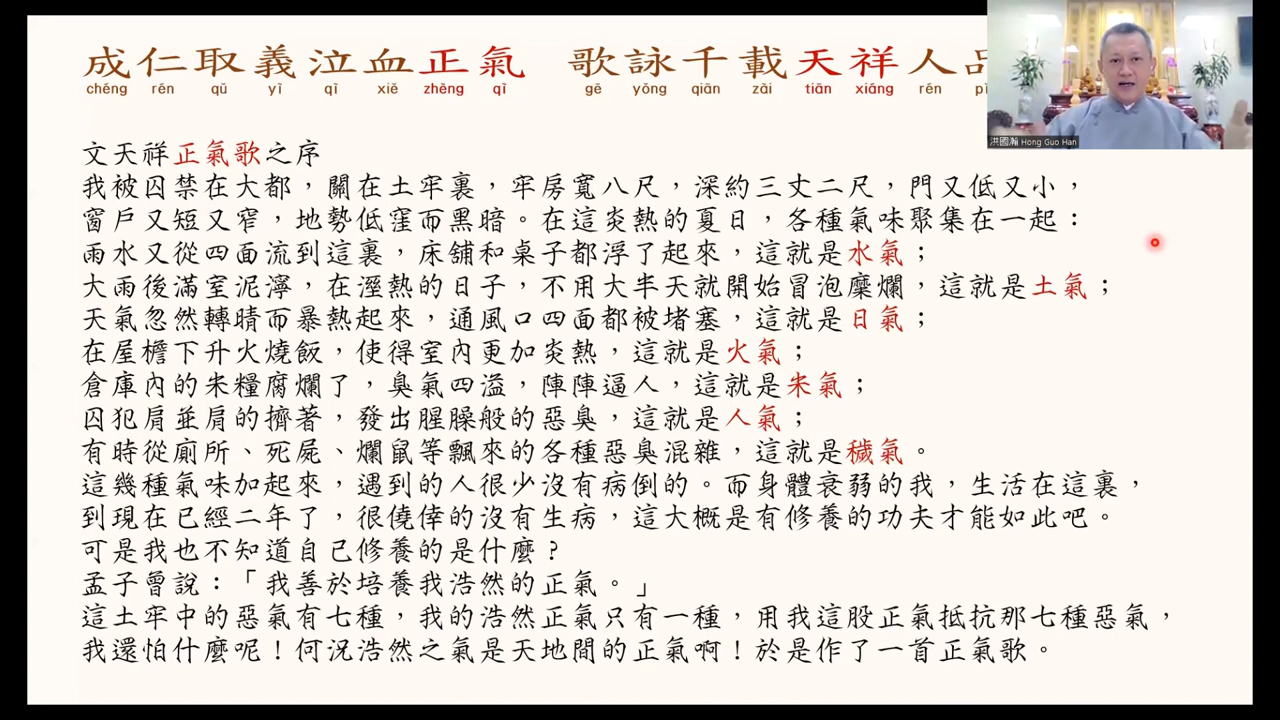 成仁取義泣血正氣 歌詠千載天祥人品
chéng rén qǔ yì qì xiě zhèng qì gē yǒng qiān zài tiān xiáng rén
洪國瀚 Hong Guo Han
文天祥正氣歌之序
我被囚禁在大都，關在土牢裏，牢房寬八尺，深約三丈二尺，門又低又小，
窗戶又短又窄，地勢低窪而黑暗。在這炎熱的夏日，各種氣味聚集在一起：
雨水又從四面流到這裏，床舖和桌子都浮了起來，這就是水氣；
大雨後滿室泥濘，在溼熱的日子，不用大半天就開始冒泡糜爛，這就是土氣；
天氣忽然轉晴而暴熱起來，通風口四面都被堵塞，這就是日氣；
在屋檐下升火燒飯，使得室內更加炎熱，這就是火氣；
倉庫內的米糧腐爛了，臭氣四溢，陣陣逼人，這就是米氣；
囚犯肩並肩的擠著，發出腥臊般的惡臭，這就是人氣；
有時從廁所、死屍、爛鼠等飄來的各種惡臭混雜，這就是穢氣。
這幾種氣味加起來，遇到的人很少沒有病倒的。而身體衰弱的我，生活在這裏，
到現在已經二年了，很僥倖的沒有生病，這大概是有修養的功夫才能如此吧。
可是我也不知道自己修養的是什麼？
孟子曾說：「我善於培養我浩然的正氣。」
這土牢中的惡氣有七種，我的浩然正氣只有一種，用我這股正氣抵抗那七種惡氣，
我還怕什麼呢！何況浩然之氣是天地間的正氣啊！於是作了一首正氣歌。